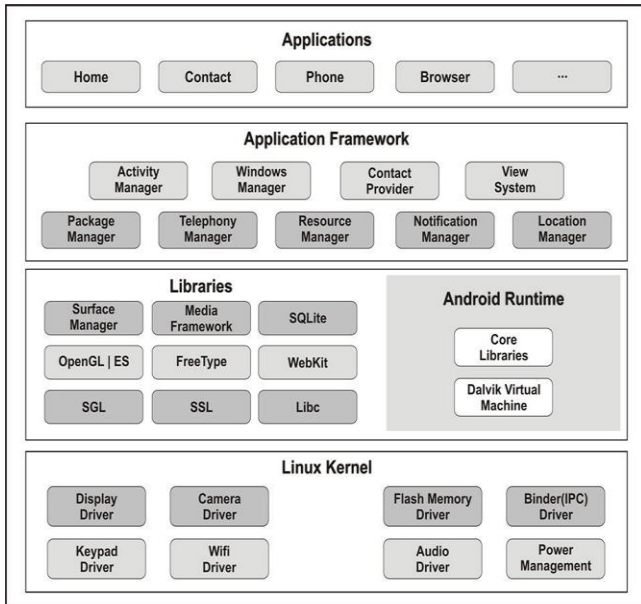 Applications
Home
Contact
Phone
Browser
...
Application Framework
Activity
Manager
Windows
Manager
Contact
Provider
View
System
Package
Manager
Telephony
Manager
Resource
Manager
Notification
Manager
Location
Manager
Libraries
Surface
Manager
Media
Framework
SQLite
OpenGL | ES
FreeType
WebKit
SGL
SSL
Libc
Android Runtime
Core
Libraries
Dalvik Virtual
Machine
Linux Kernel
Display
Driver
Camera
Driver
Flash Memory
Driver
Binder(IPC)
Driver
Keypad
Driver
Wifi
Driver
Audio
Driver
Power
Management